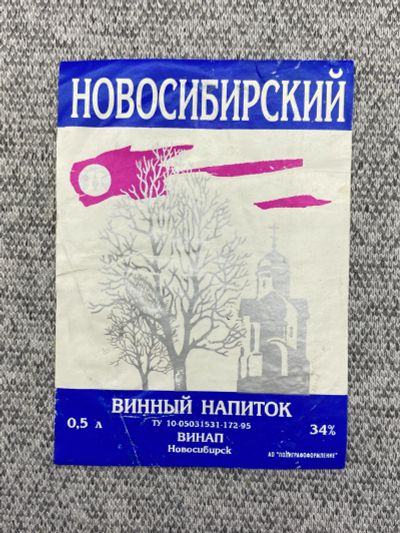 НОВОСИБИРСКИЙ
ВИННЫЙ НАПИТОК
0,5 л
ТУ 10-05031531-172-95
34%
ВИНАП
Новосибирск
АО "ПОЛИГРАФОФОРМЛЕНИЕ"